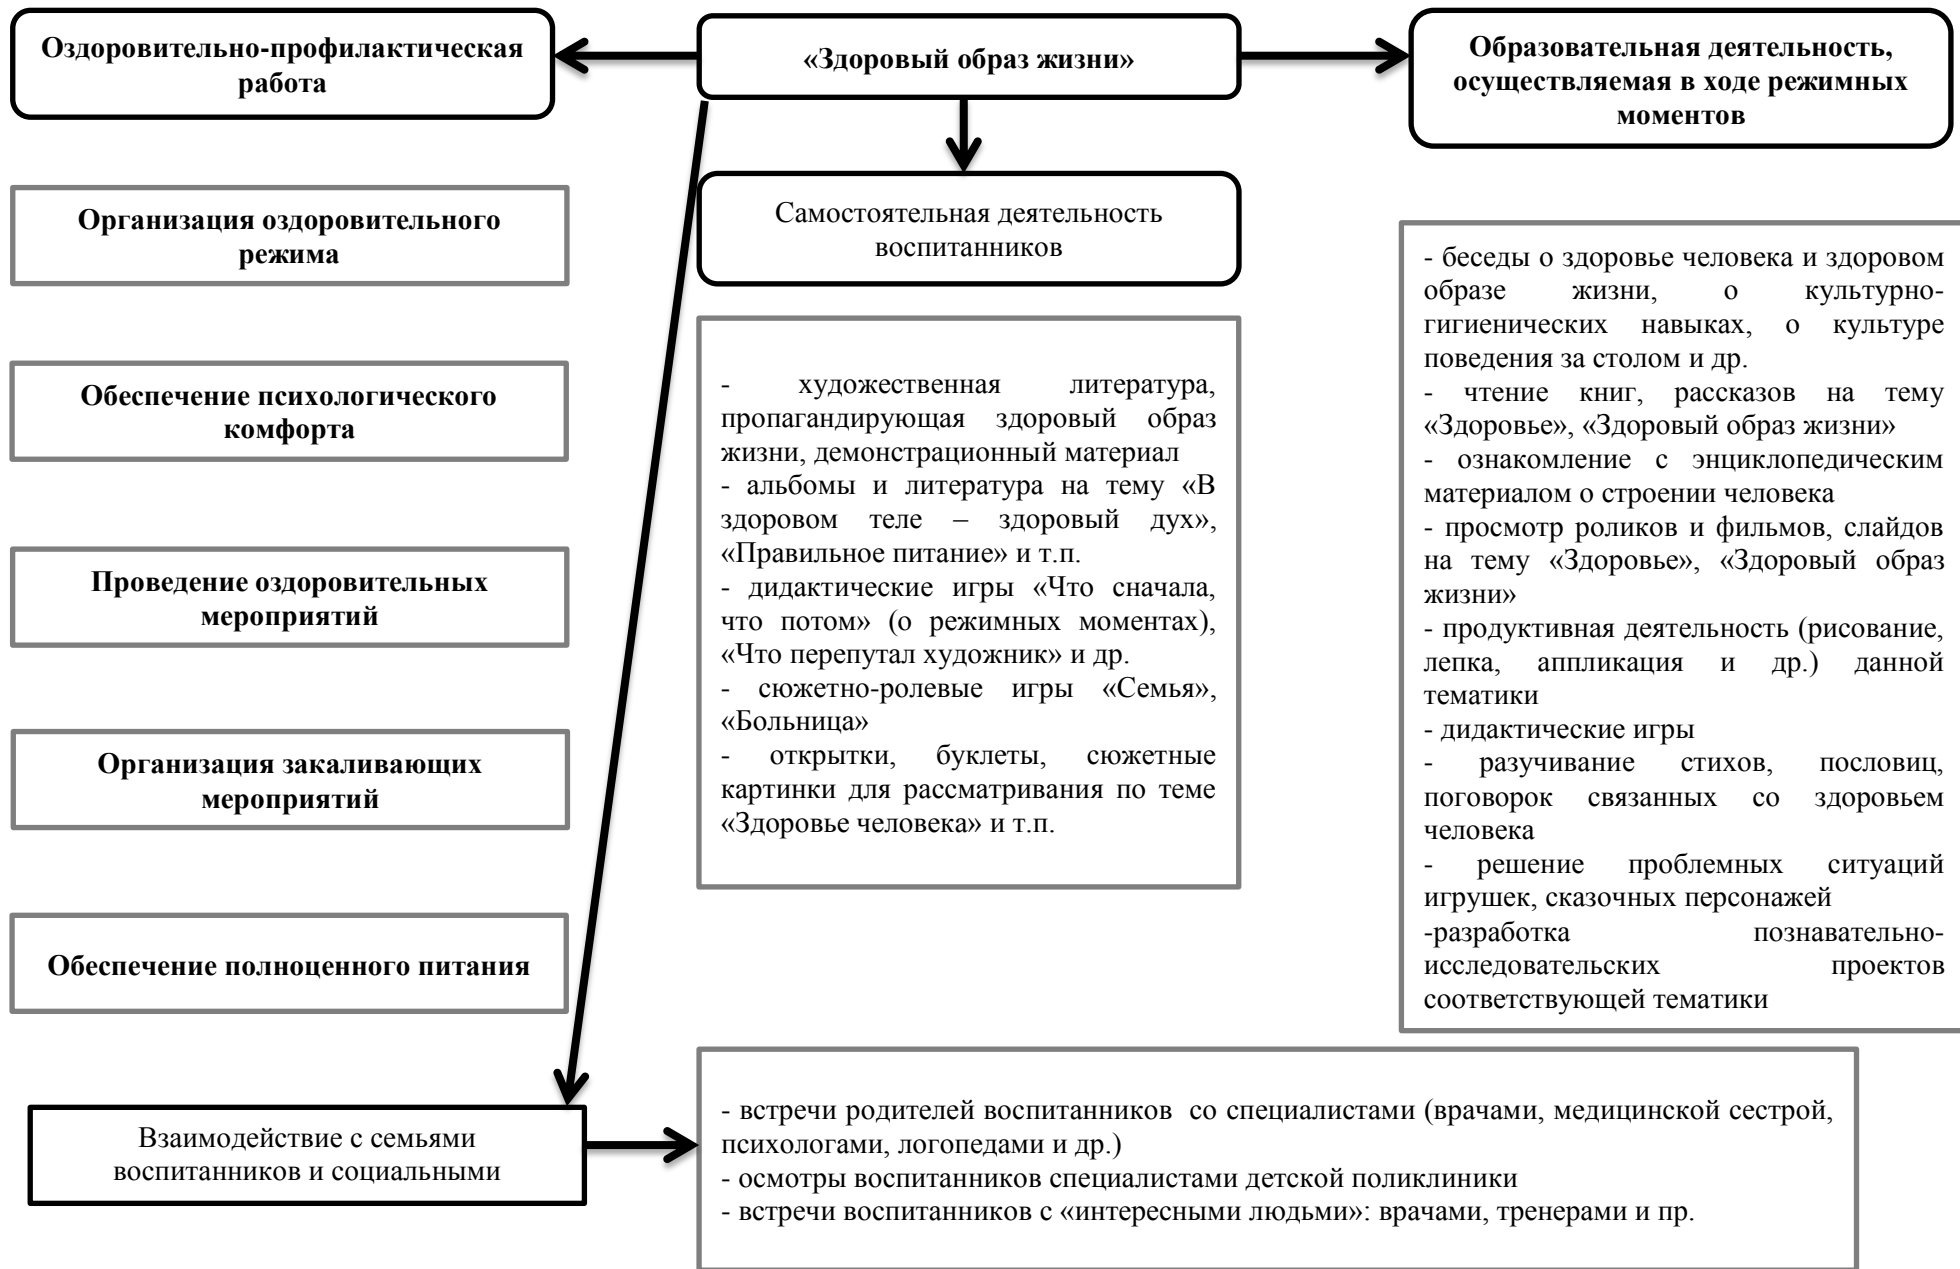 Оздоровительно-профилактическая
работа
«Здоровый образ жизни»
Образовательная деятельность,
осуществляемая в ходе режимных
моментов
Организация оздоровительного
режима
Обеспечение психологического
комфорта
Проведение оздоровительных
мероприятий
Организация закаливающих
мероприятий
Обеспечение полноценного питания
Самостоятельная деятельность
воспитанников
- художественная литература,
пропагандирующая здоровый образ
жизни, демонстрационный материал
- альбомы и литература на тему «В
здоровом теле – здоровый дух»,
«Правильное питание» и т.п.
- дидактические игры «Что сначала,
что потом» (о режимных моментах),
«Что перепутал художник» и др.
- сюжетно-ролевые игры «Семья»,
«Больница»
- открытки, буклеты, сюжетные
картинки для рассматривания по теме
«Здоровье человека» и т.п.
- беседы о здоровье человека и здоровом
образе жизни, о культурно-
гигиенических навыках, о культуре
поведения за столом и др.
- чтение книг, рассказов на тему
«Здоровье», «Здоровый образ жизни»
- ознакомление с энциклопедическим
материалом о строении человека
- просмотр роликов и фильмов, слайдов
на тему «Здоровье», «Здоровый образ
жизни»
- продуктивная деятельность (рисование,
лепка, аппликация и др.) данной
тематики
- дидактические игры
- разучивание стихов, пословиц,
поговорок связанных со здоровьем
человека
- решение проблемных ситуаций
игрушек, сказочных персонажей
-разработка познавательно-
исследовательских проектов
соответствующей тематики
Взаимодействие с семьями
воспитанников и социальными
- встречи родителей воспитанников со специалистами (врачами, медицинской сестрой,
психологами, логопедами и др.)
- осмотры воспитанников специалистами детской поликлиники
- встречи воспитанников с «интересными людьми»: врачами, тренерами и пр.